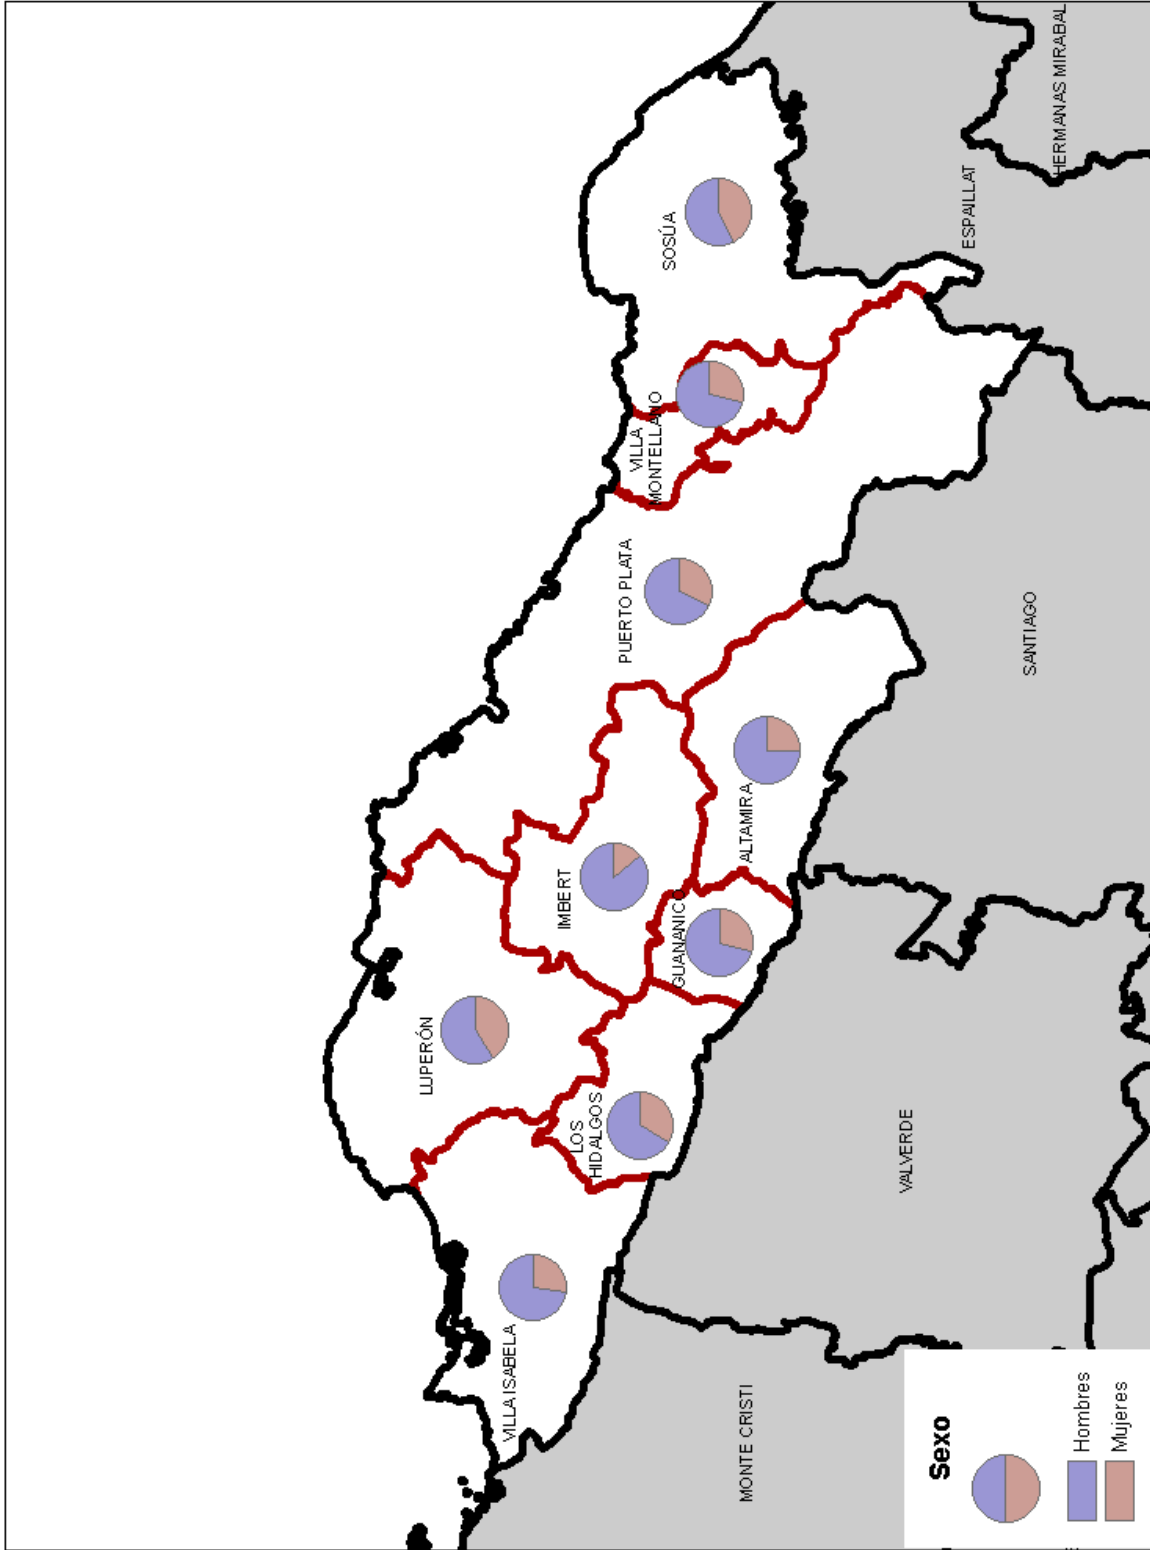 SOSÚA
VILLA
MONTELLANO
PUERTO PLATA
IMBERT
ALTAMIRA
GUANANICO
LUPERÓN
LOS
HIDALGOS
VILLA ISABELA
HERMANAS MIRABAL
ESPAILLAT
SANTIAGO
VALVERDE
MONTE CRISTI
Sexo
Hombres
Mujeres